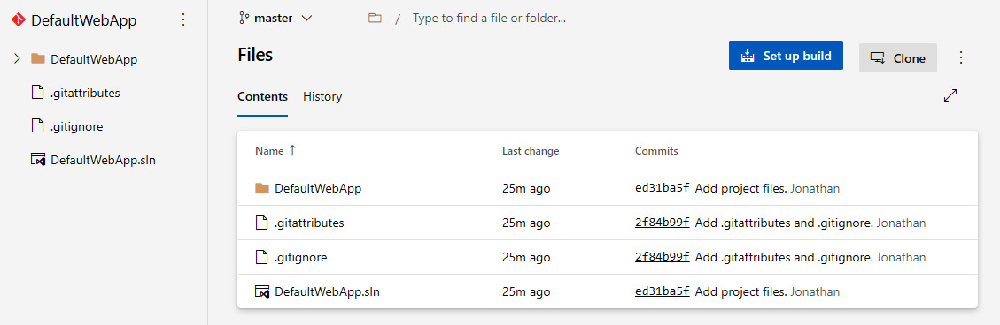 DefaultWebApp
DefaultWebApp
.gitattributes
.gitignore
DefaultWebApp.sln
master / Type to find a file or folder...
Files
Set up build
Clone
Contents History
Name ↑ Last change Commits
DefaultWebApp 25m ago ed31ba5f Add project files. Jonathan
.gitattributes 25m ago 2f84b99f Add .gitattributes and .gitignore. Jonathan
.gitignore 25m ago 2f84b99f Add .gitattributes and .gitignore. Jonathan
DefaultWebApp.sln 25m ago ed31ba5f Add project files. Jonathan